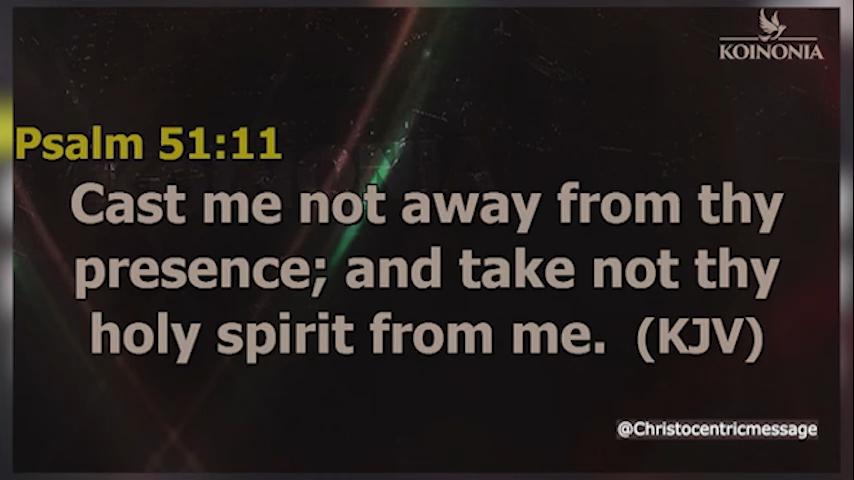 KOINONIA
Psalm 51:11
Cast me not away from thy
presence; and take not thy
holy spirit from me. (KJV)
@Christocentricmessage